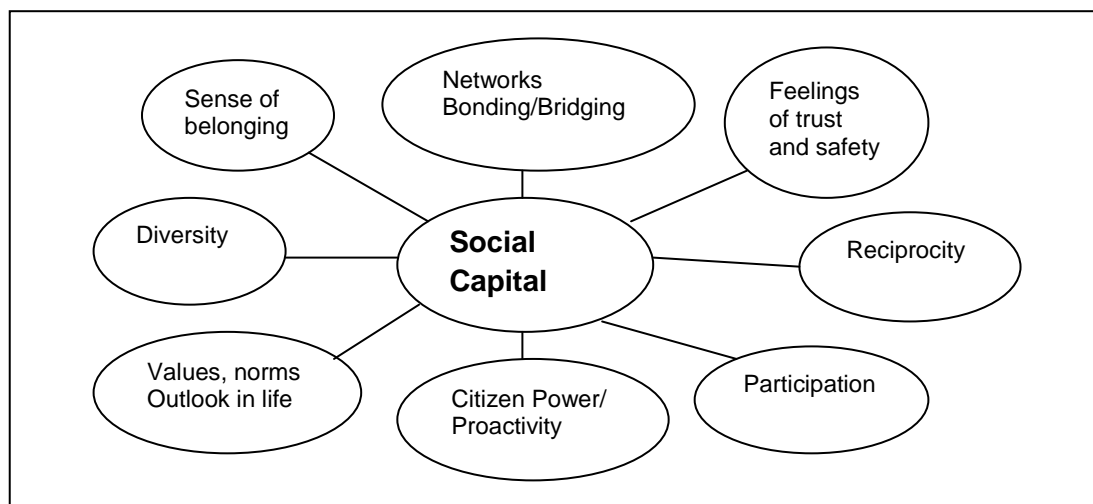 Networks
Bonding/Bridging
Sense of
belonging
Feelings
of trust
and safety
Diversity
Social
Capital
Reciprocity
Values, norms
Outlook in life
Citizen Power/
Proactivity
Participation